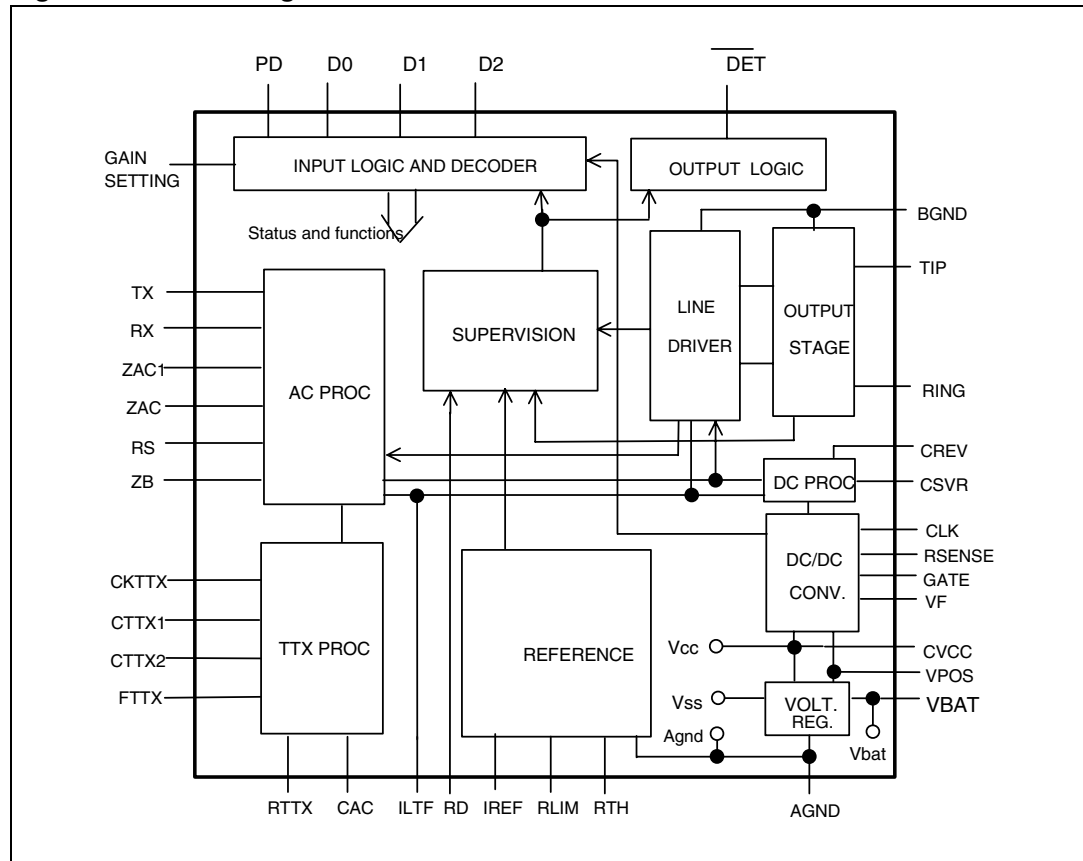 PD D0 D1 D2 DET
GAIN
SETTING
INPUT LOGIC AND DECODER
OUTPUT LOGIC
Status and functions
BGND
TIP
RING
CREV
CSVR
CLK
RSENSE
GATE
VF
CVCC
VPOS
VBAT
TX
RX
ZAC1
ZAC
RS
ZB
AC PROC
SUPERVISION
LINE
DRIVER
OUTPUT
STAGE
DC PROC
DC/DC
CONV.
CKTTX
CTTX1
CTTX2
FTTX
TTX PROC
REFERENCE
Vcc
Vss
Agnd
VOLT.
REG.
Vbat
RTTX CAC ILTF RD IREF RLIM RTH AGND